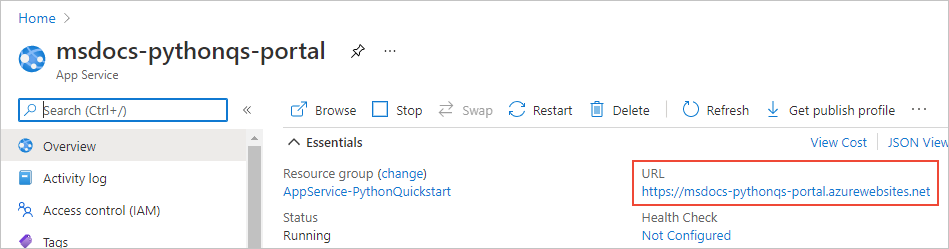 Home
msdocs-pythonqs-portal
App Service
Search (Ctrl+/)
Browse Stop Swap Restart Delete Refresh Get publish profile
Overview
Activity log
Access control (IAM)
Tags
Essentials
View Cost JSON View
Resource group (change)
AppService-PythonQuickstart
Status
Running
URL
https://msdocs-pythonqs-portal.azurewebsites.net
Health Check
Not Configured